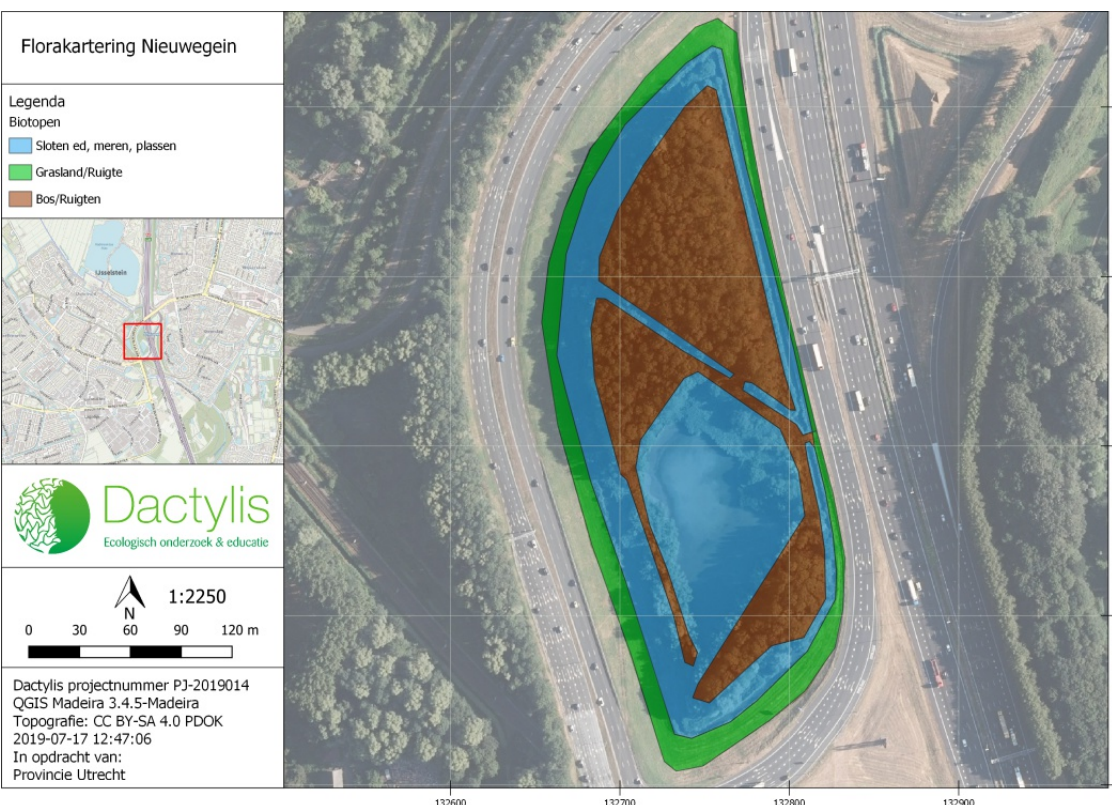 Florakartering Nieuwegein
Legenda
Biotopen
Sloten ed, meren, plassen
Grasland/Ruigte
Bos/Ruigten
IJsselstein
Dactylis
Ecologisch onderzoek & educatie
N
1:2250
0 30 60 90 120 m
Dactylis projectnummer PJ-2019014
QGIS Madeira 3.4.5-Madeira
Topografie: CC BY-SA 4.0 PDOK
2019-07-17 12:47:06
In opdracht van:
Provincie Utrecht
132600 132700 132800 132900